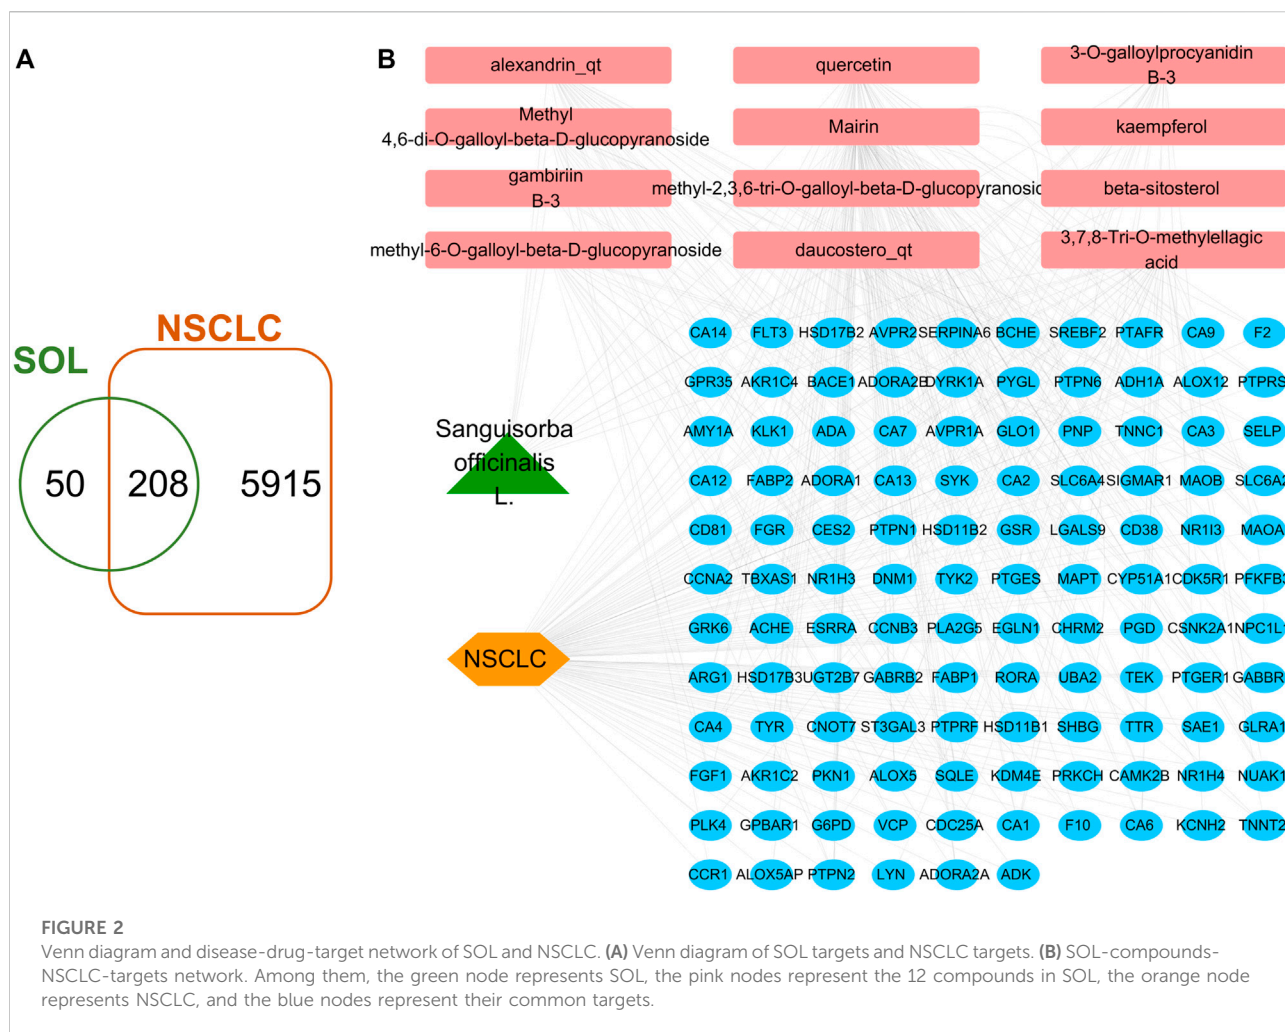 A
B
NSCLC
SOL
50
208
5915
alexandrin_qt
quercetin
3-O-galloylprocyanidin
B-3
Methyl
4,6-di-O-galloyl-beta-D-glucopyranoside
Mairin
kaempferol
gambiriin
B-3
methyl-2,3,6-tri-O-galloyl-beta-D-glucopyranosid
beta-sitosterol
methyl-6-O-galloyl-beta-D-glucopyranoside
daucostero_qt
3,7,8-Tri-O-methylellagic
acid
Sanguisorba
officinalis
L.
NSCLC
CA14 FLT3 HSD17B2 AVPR2 SERPINA6 BCHE SREBF2 PTAFR CA9 F2
GPR35 AKR1C4 BACE1 ADORA2B DYRK1A PYGL PTPN6 ADH1A ALOX12 PTPRS
AMY1A KLK1 ADA CA7 AVPR1A GLO1 PNP TNNC1 CA3 SELP
CA12 FABP2 ADORA1 CA13 SYK CA2 SLC6A4 SIGMAR1 MAOB SLC6A2
CD81 FGR CES2 PTPN1 HSD11B2 GSR LGALS9 CD38 NR1I3 MAOA
CCNA2 TBXAS1 NR1H3 DNM1 TYK2 PTGES MAPT CYP51A1 CDK5R1 PFKFB3
GRK6 ACHE ESRRA CCNB3 PLA2G5 EGLN1 CHRM2 PGD CSNK2A1 NPC1L
ARG1 HSD17B3 UGT2B7 GABRB2 FABP1 RORA UBA2 TEK PTGER1 GABBR
CA4 TYR CNOT7 ST3GAL3 PTPRF HSD11B1 SHBG TTR SAE1 GLRA1
FGF1 AKR1C2 PKN1 ALOX5 SQLE KDM4E PRKCH CAMK2B NR1H4 NUAK1
PLK4 GPBAR1 G6PD VCP CDC25A CA1 F10 CA6 KCNH2 TNNT2
CCR1 ALOX5AP PTPN2 LYN ADORA2A ADK
FIGURE 2
Venn diagram and disease-drug-target network of SOL and NSCLC. (A) Venn diagram of SOL targets and NSCLC targets. (B) SOL-compounds-
NSCLC-targets network. Among them, the green node represents SOL, the pink nodes represent the 12 compounds in SOL, the orange node
represents NSCLC, and the blue nodes represent their common targets.